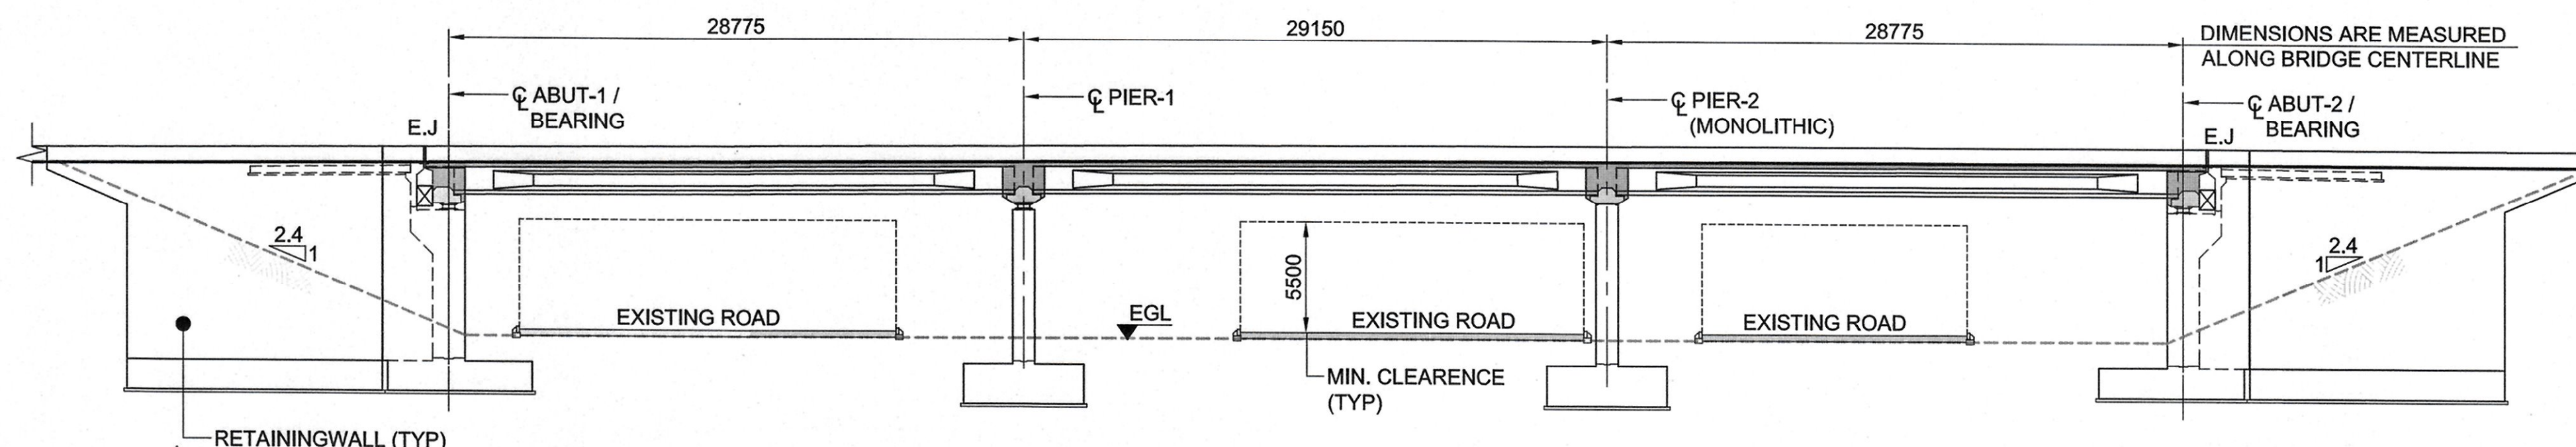 28775
29150
28775
DIMENSIONS ARE MEASURED
ALONG BRIDGE CENTERLINE
℄ ABUT-1 /
BEARING
℄ PIER-1
℄ PIER-2
(MONOLITHIC)
℄ ABUT-2 /
BEARING
E.J
E.J
2.4
1
2.4
1
5500
EXISTING ROAD
EGL
EXISTING ROAD
EXISTING ROAD
MIN. CLEARENCE
(TYP)
RETAININGWALL (TYP)